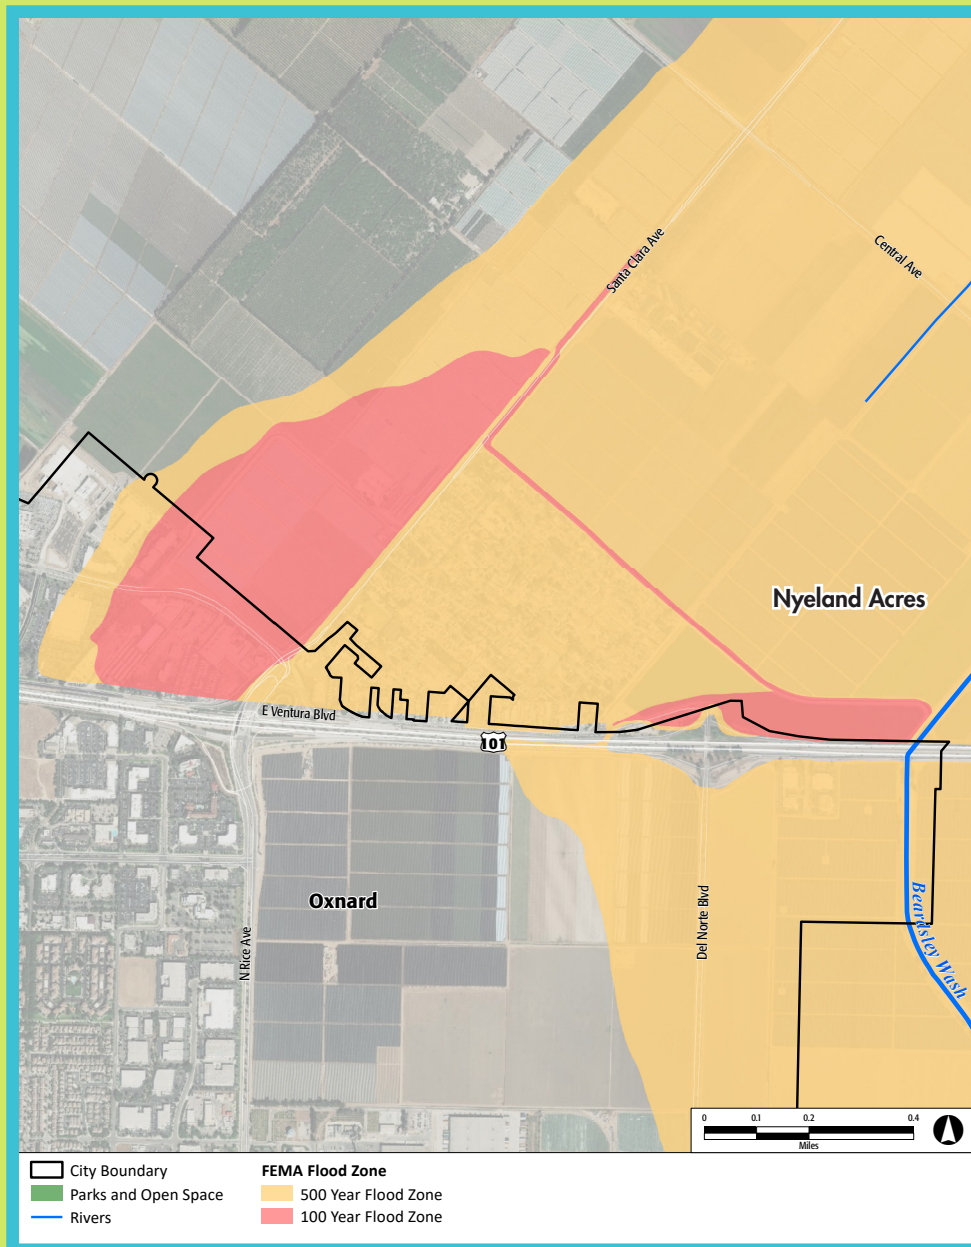 Santa Clara Ave
Central Ave
Nyeland Acres
E Ventura Blvd
101
Oxnard
N Rice Ave
Del Norte Blvd
Beardsley Wash
0 0.1 0.2 0.4
Miles
City Boundary
Parks and Open Space
Rivers
FEMA Flood Zone
500 Year Flood Zone
100 Year Flood Zone